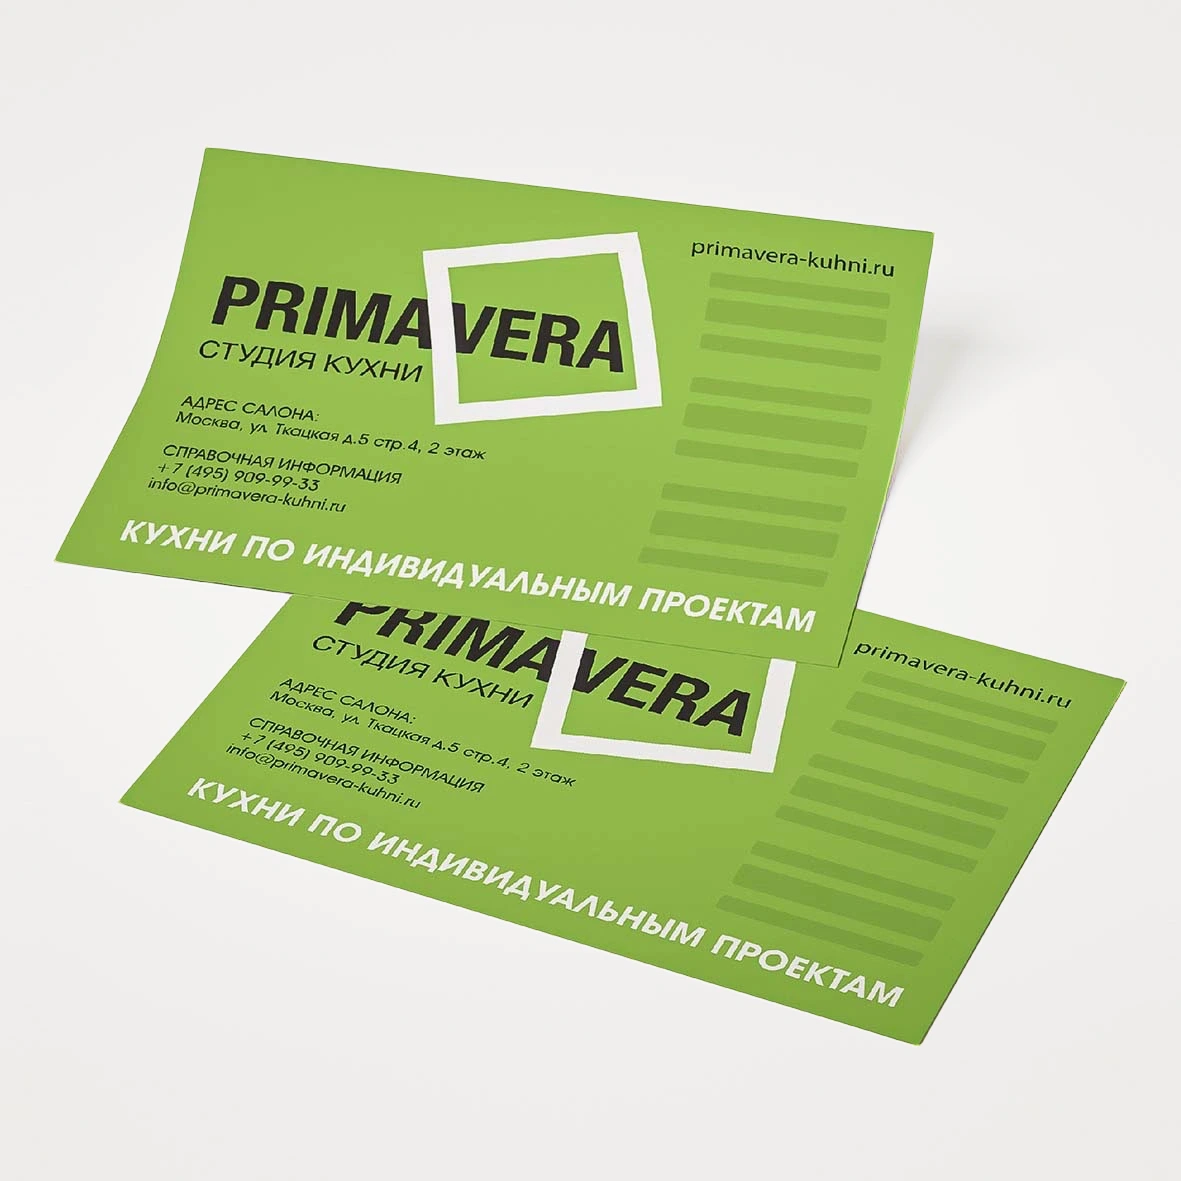 primavera-kuhni.ru
PRIMAVERA
СТУДИЯ КУХНИ
АДРЕС САЛОНА:
Москва, ул. Ткацкая д.5 стр.4, 2 этаж
СПРАВОЧНАЯ ИНФОРМАЦИЯ
+7 (495) 909-99-33
info@primavera-kuhni.ru
КУХНИ ПО ИНДИВИДУАЛЬНЫМ ПРОЕКТАМ
primavera-kuhni.ru
PRIMAVERA
СТУДИЯ КУХНИ
АДРЕС САЛОНА:
Москва, ул. Ткацкая д.5 стр.4, 2 этаж
СПРАВОЧНАЯ ИНФОРМАЦИЯ
+7 (495) 909-99-33
info@primavera-kuhni.ru
КУХНИ ПО ИНДИВИДУАЛЬНЫМ ПРОЕКТАМ